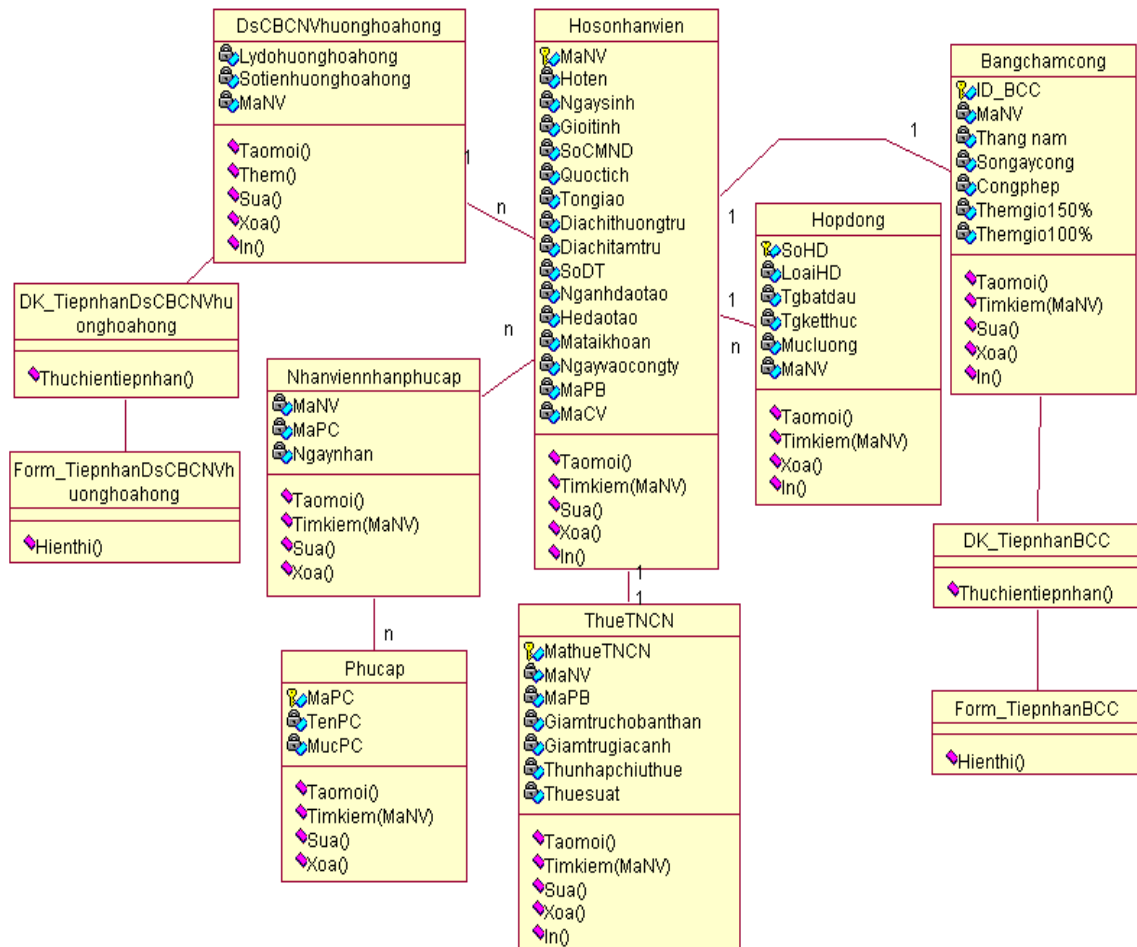 DsCBCNVhuonghoahong
Lydohuonghoahong
Sotienhuonghoahong
MaNV
Taomoi()
Them()
Sua()
Xoa()
In()
1
n
DK_TiepnhanDsCBCNVhu
onghoahong
Thuchientiepnhan()
Form_TiepnhanDsCBCNVh
uonghoahong
Hienthi()
Hosonhanvien
MaNV
Hoten
Ngaysinh
Gioitinh
SoCMND
Quoctich
Tongiao
Diachithuongtru
Diachitamtru
SoDT
Nganhdaotao
Hedaotao
Mataikhoan
Ngayvaocongty
MaPB
MaCV
Taomoi()
Timkiem(MaNV)
Sua()
Xoa()
In()
n
Nhanviennhanphucap
MaNV
MaPC
Ngaynhan
Taomoi()
Timkiem(MaNV)
Sua()
Xoa()
n
Phucap
MaPC
TenPC
MucPC
Taomoi()
Timkiem(MaNV)
Sua()
Xoa()
1
1
ThueTNCN
MathueTNCN
MaNV
MaPB
Giamtruchobanthan
Giamtrugiacanh
Thunhapchiuthue
Thuesuat
Taomoi()
Timkiem(MaNV)
Sua()
Xoa()
In()
1
1
1
n
Hopdong
SoHD
LoaiHD
Tgbatdau
Tgketthuc
Mucluong
MaNV
Taomoi()
Timkiem(MaNV)
Xoa()
In()
Bangchamcong
ID_BCC
MaNV
Thang nam
Songaycong
Congphep
Themgio150%
Themgio100%
Taomoi()
Timkiem(MaNV)
Sua()
Xoa()
In()
DK_TiepnhanBCC
Thuchientiepnhan()
Form_TiepnhanBCC
Hienthi()